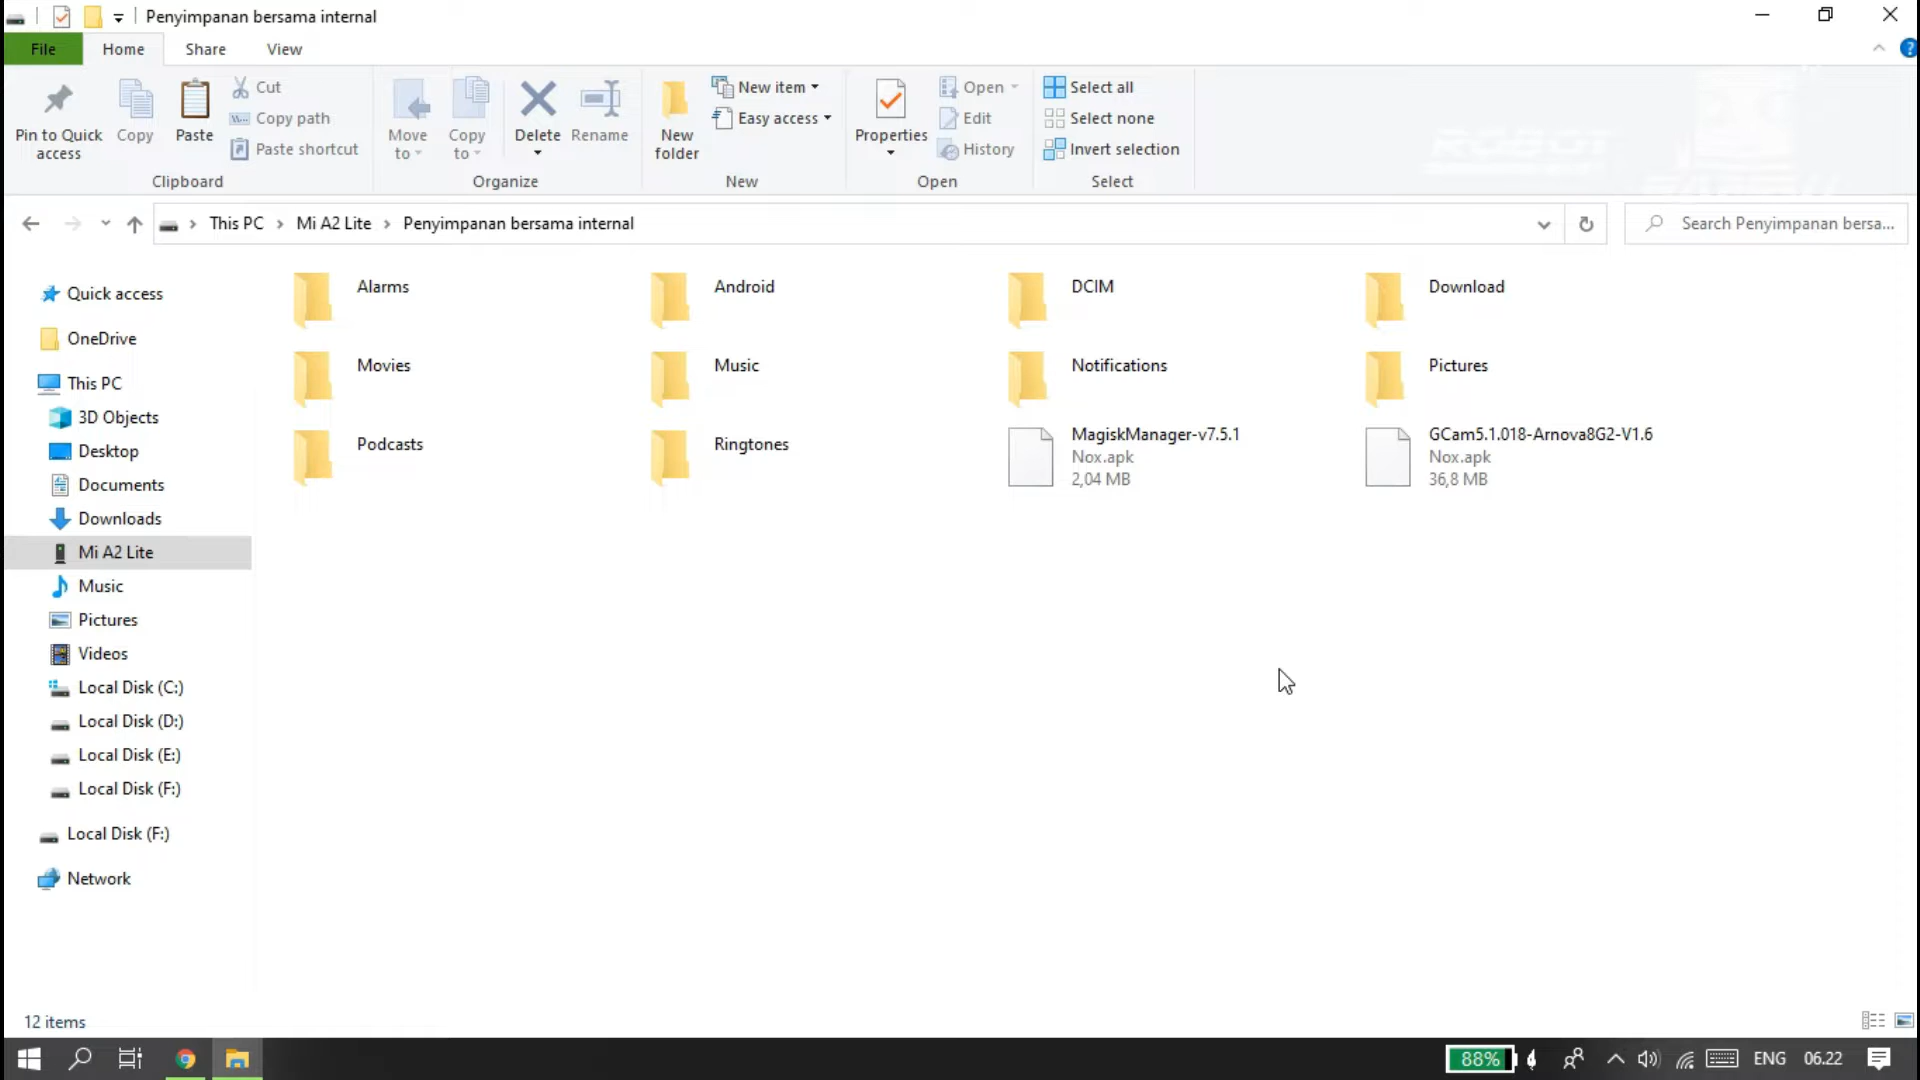 Penyimpanan bersama internal
File Home Share View
Pin to Quick access
Copy
Paste
Cut
Copy path
Paste shortcut
Clipboard
Move to
Copy to
Delete
Rename
Organize
New folder
New item
Easy access
New
Properties
Open
Edit
History
Open
Select all
Select none
Invert selection
Select
ROBOT
This PC > Mi A2 Lite > Penyimpanan bersama internal
Search Penyimpanan bersa...
Quick access
OneDrive
This PC
3D Objects
Desktop
Documents
Downloads
Mi A2 Lite
Music
Pictures
Videos
Local Disk (C:)
Local Disk (D:)
Local Disk (E:)
Local Disk (F:)
Local Disk (F:)
Network
Alarms
Android
DCIM
Download
Movies
Music
Notifications
Pictures
Podcasts
Ringtones
MagiskManager-v7.5.1
Nox.apk
2,04 MB
GCam5.1.018-Arnova8G2-V1.6
Nox.apk
36,8 MB
12 items
88%
ENG
06.22